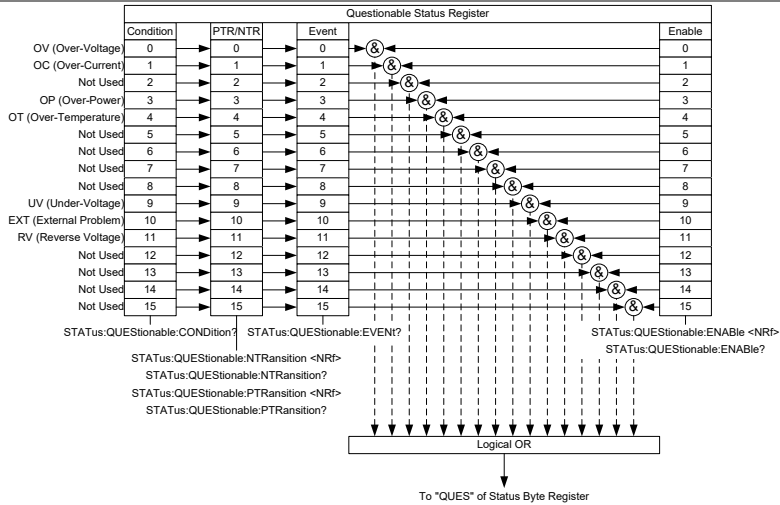 Questionable Status Register
Condition PTR/NTR Event Enable
OV (Over-Voltage) 0 0 0 & 0
OC (Over-Current) 1 1 1 & 1
Not Used 2 2 2 & 2
OP (Over-Power) 3 3 3 & 3
OT (Over-Temperature) 4 4 4 & 4
Not Used 5 5 5 & 5
Not Used 6 6 6 & 6
Not Used 7 7 7 & 7
Not Used 8 8 8 & 8
UV (Under-Voltage) 9 9 9 & 9
EXT (External Problem) 10 10 10 & 10
RV (Reverse Voltage) 11 11 11 & 11
Not Used 12 12 12 & 12
Not Used 13 13 13 & 13
Not Used 14 14 14 & 14
Not Used 15 15 15 & 15
STATus:QUEStionable:CONDition? STATus:QUEStionable:EVENt? STATus:QUEStionable:ENABle <NRf>
STATus:QUEStionable:ENABle?
STATus:QUEStionable:NTRansition <NRf>
STATus:QUEStionable:NTRansition?
STATus:QUEStionable:PTRansition <NRf>
STATus:QUEStionable:PTRansition?
Logical OR
To "QUES" of Status Byte Register